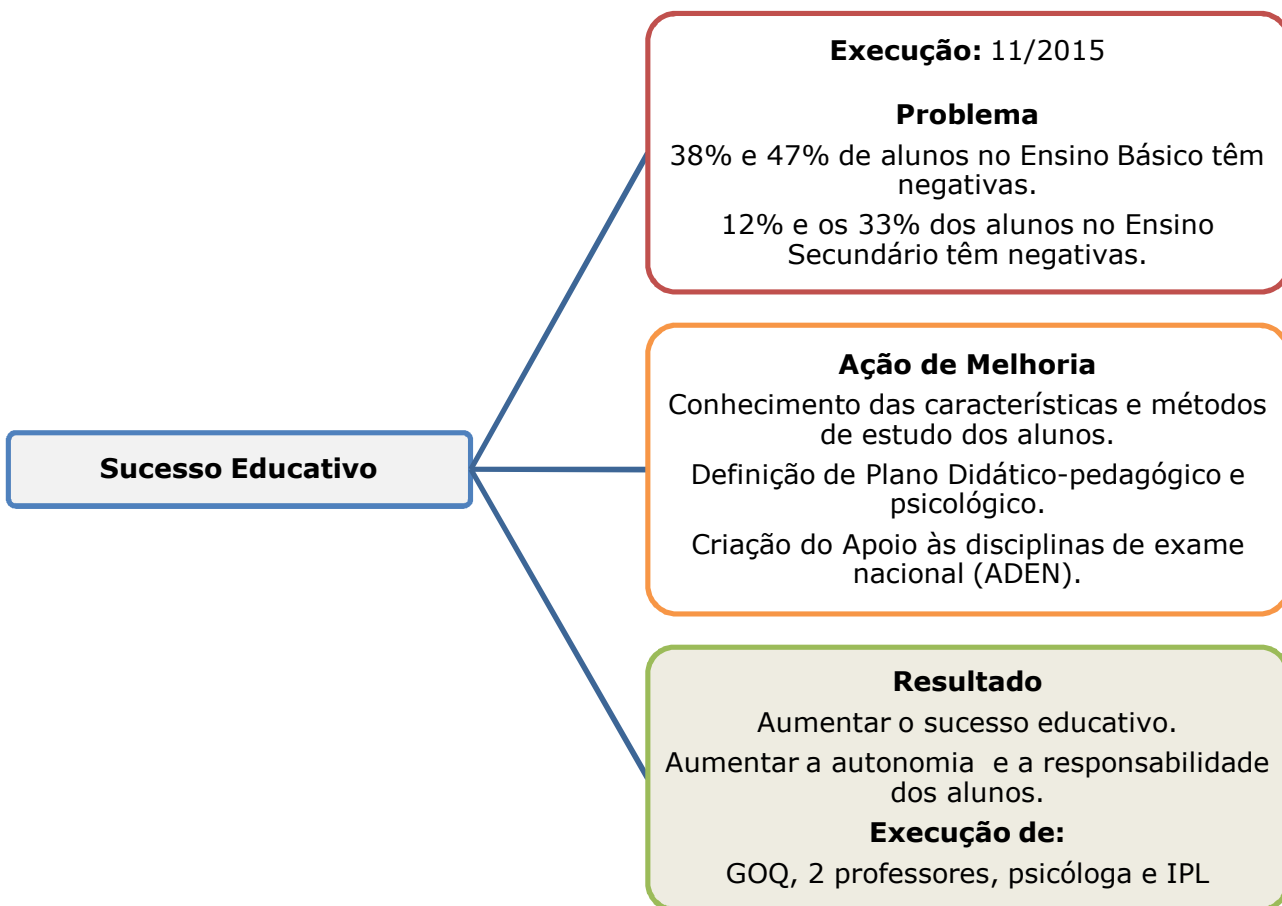 Execução: 11/2015
Problema
38% e 47% de alunos no Ensino Básico têm
negativas.
12% e os 33% dos alunos no Ensino
Secundário têm negativas.
Sucesso Educativo
Ação de Melhoria
Conhecimento das características e métodos
de estudo dos alunos.
Definição de Plano Didático-pedagógico e
psicológico.
Criação do Apoio às disciplinas de exame
nacional (ADEN).
Resultado
Aumentar o sucesso educativo.
Aumentar a autonomia e a responsabilidade
dos alunos.
Execução de:
GOQ, 2 professores, psicóloga e IPL